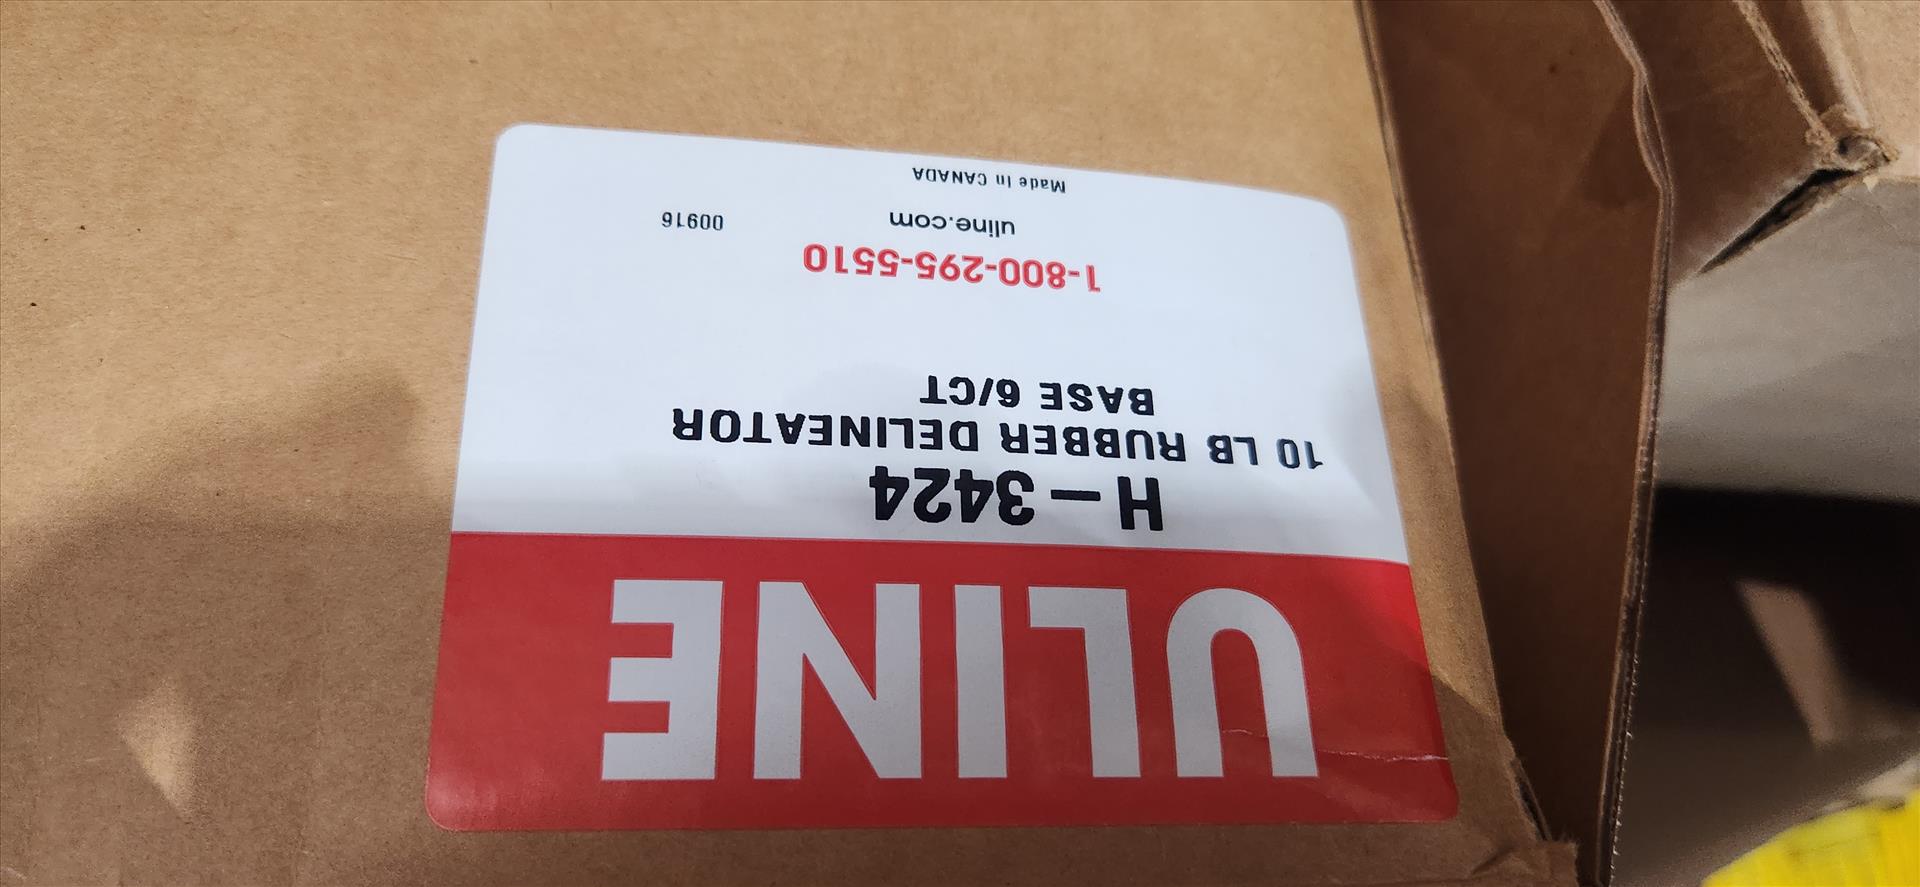 ULINE
H-3424
10 LB RUBBER DELINEATOR
BASE 6/CT
1-800-295-5510
uline.com
00916
Made In CANADA